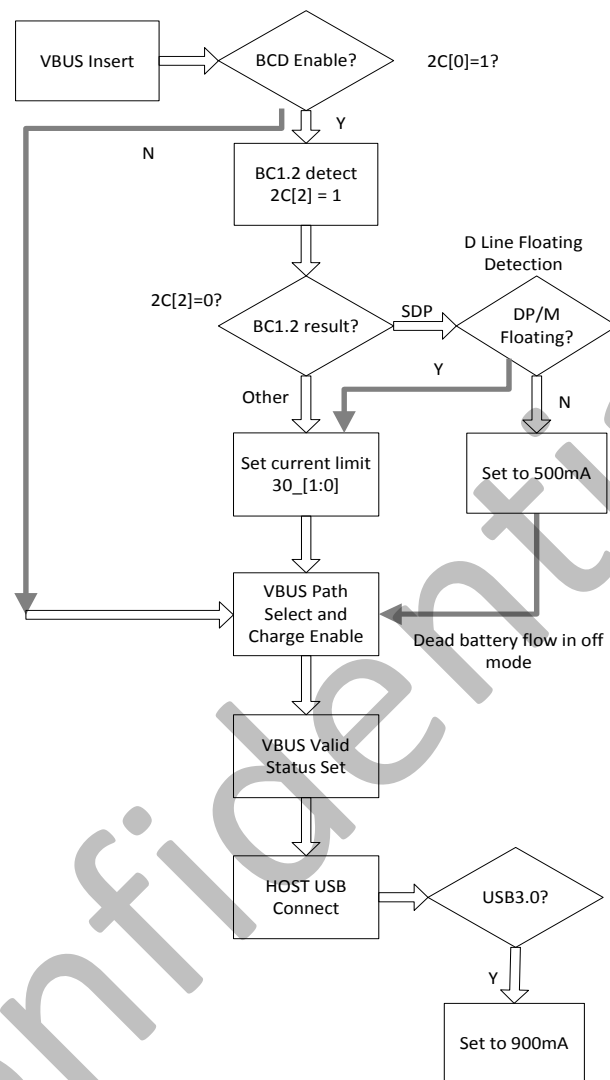 VBUS Insert
BCD Enable?
2C[0]=1?
Y
N
BC1.2 detect
2C[2] = 1
D Line Floating
Detection
2C[2]=0?
BC1.2 result?
SDP
DP/M
Floating?
Y
Other
N
Set current limit
30_[1:0]
Set to 500mA
VBUS Path
Select and
Charge Enable
Dead battery flow in off
mode
VBUS Valid
Status Set
HOST USB
Connect
USB3.0?
Y
Set to 900mA
onfidenti